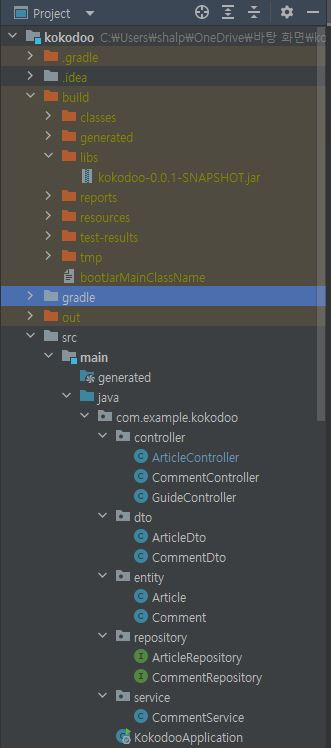 Project
kokodoo C:₩Users₩shalp₩OneDrive₩바탕 화면₩
.gradle
.idea
build
classes
generated
libs
kokodoo-0.0.1-SNAPSHOT.jar
reports
resources
test-results
tmp
bootJarMainClassName
gradle
out
src
main
generated
java
com.example.kokodoo
controller
ArticleController
CommentController
GuideController
dto
ArticleDto
CommentDto
entity
Article
Comment
repository
ArticleRepository
CommentRepository
service
CommentService
KokodooApplication